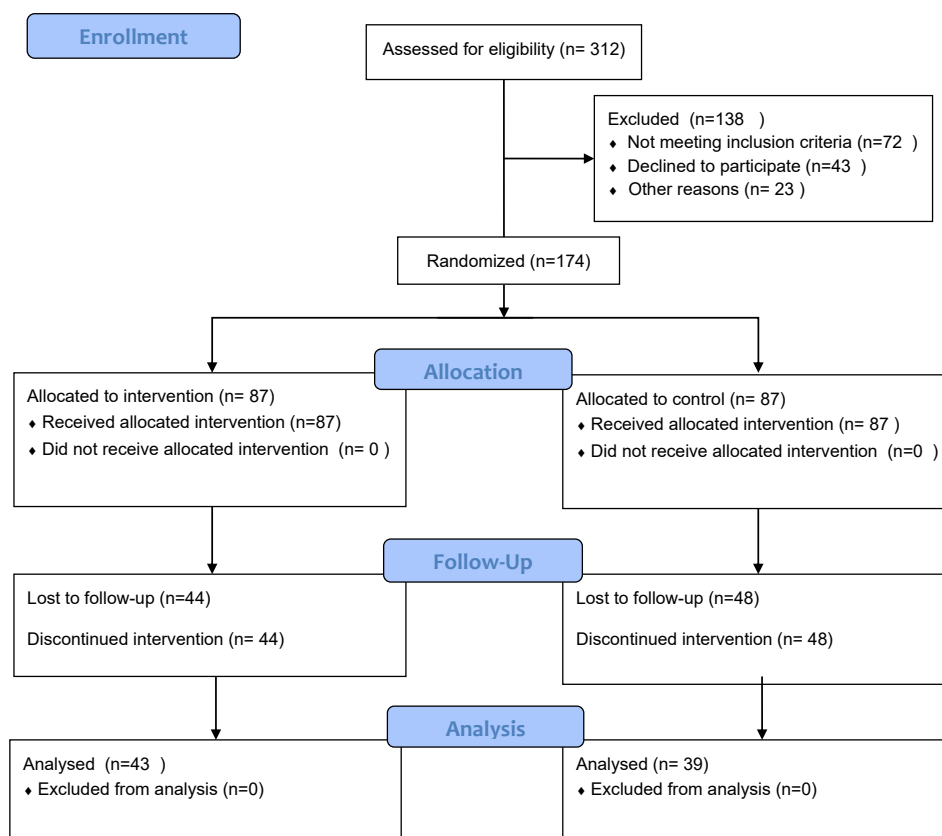 Enrollment
Assessed for eligibility (n= 312)
Excluded (n=138 )
♦ Not meeting inclusion criteria (n=72 )
♦ Declined to participate (n=43 )
♦ Other reasons (n= 23 )
Randomized (n=174)
Allocation
Allocated to intervention (n= 87)
♦ Received allocated intervention (n=87)
♦ Did not receive allocated intervention (n= 0 )
Allocated to control (n= 87)
♦ Received allocated intervention (n= 87 )
♦ Did not receive allocated intervention (n=0 )
Follow-Up
Lost to follow-up (n=44)
Discontinued intervention (n= 44)
Lost to follow-up (n=48)
Discontinued intervention (n= 48)
Analysis
Analysed (n=43 )
♦ Excluded from analysis (n=0)
Analysed (n= 39)
♦ Excluded from analysis (n=0)